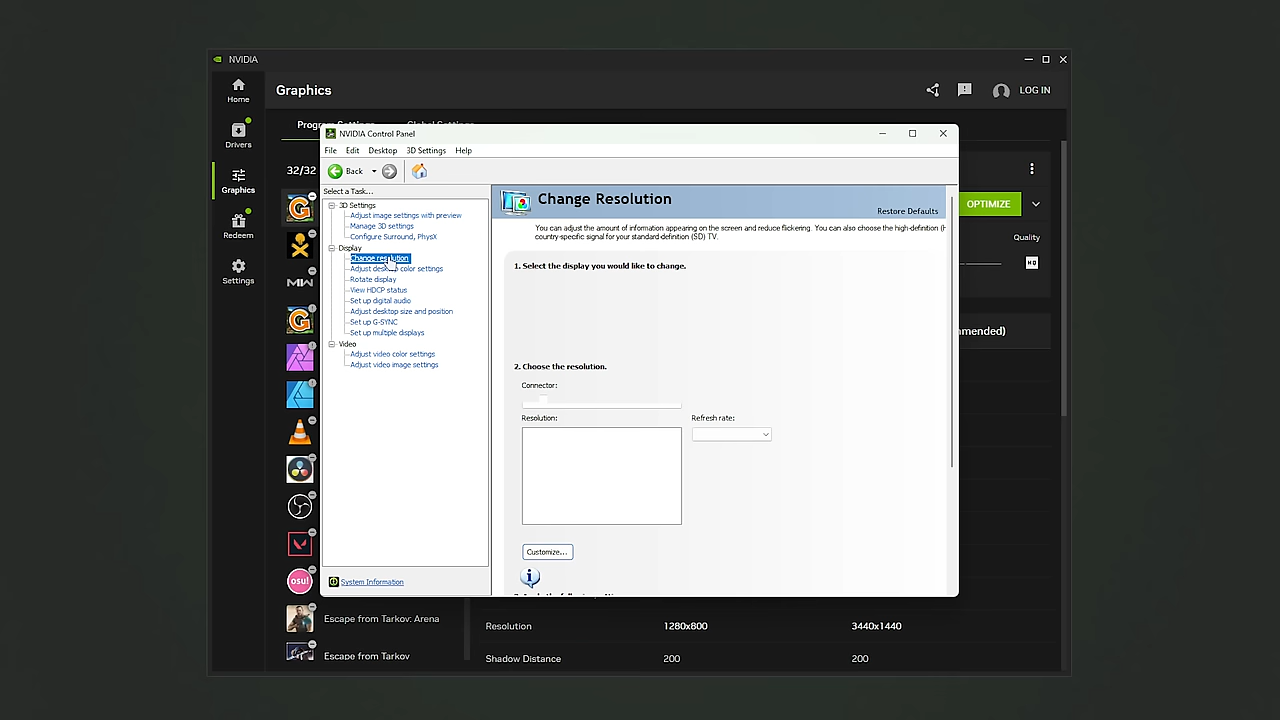 NVIDIA
Home
Drivers
Graphics
Redeem
Settings
Graphics
LOG IN
32/32
OPTIMIZE
Quality
HQ
NVIDIA Control Panel
File Edit Desktop 3D Settings Help
Back
Select a Task...
3D Settings
Adjust image settings with preview
Manage 3D settings
Configure Surround, PhysX
Display
Change resolution
Adjust desktop color settings
Rotate display
View HDCP status
Set up digital audio
Adjust desktop size and position
Set up G-SYNC
Set up multiple displays
Video
Adjust video color settings
Adjust video image settings
System Information
Change Resolution
Restore Defaults
You can adjust the amount of information appearing on the screen and reduce flickering. You can also choose the high-definition (H
country-specific signal for your standard-definition (SD) TV.
1. Select the display you would like to change.
2. Choose the resolution.
Connector:
Resolution:
Refresh rate:
Customize...
mmended)
MW
osu!
Escape from Tarkov: Arena
Escape from Tarkov
Resolution 1280x800 3440x1440
Shadow Distance 200 200